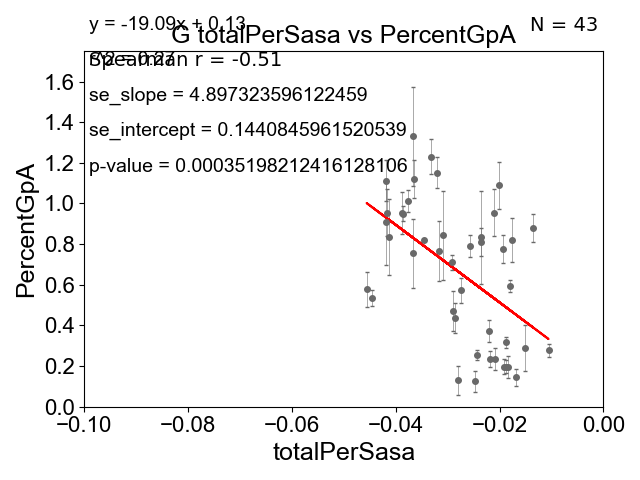 y = -19.09x + 0.13
N = 43
G totalPerSasa vs PercentGpA
Spearman r = -0.51
se_slope = 4.897323596122459
se_intercept = 0.1440845961520539
p-value = 0.00035198212416128106
PercentGpA
1.6
1.4
1.2
1.0
0.8
0.6
0.4
0.2
0.0
−0.10 −0.08 −0.06 −0.04 −0.02 0.00
totalPerSasa